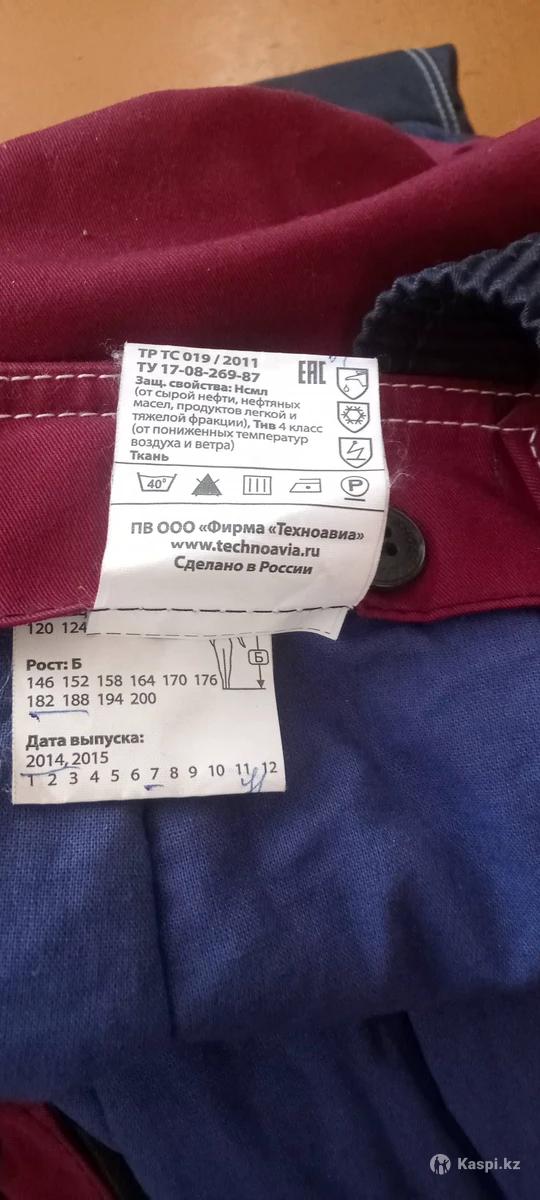 ТР ТС 019 / 2011
ТУ 17-08-269-87
EAC
Защ. свойства: Нсмл
(от сырой нефти, нефтяных
масел, продуктов легкой и
тяжелой фракции), Тнв 4 класс
(от пониженных температур
воздуха и ветра)
Ткань
40°
P
ПВ ООО «Фирма «Техноавиа»
www.technoavia.ru
Сделано в России
120 124
Рост: Б
Б
146 152 158 164 170 176
182 188 194 200
Дата выпуска:
2014, 2015
1 2 3 4 5 6 7 8 9 10 11 12
Kaspi.kz